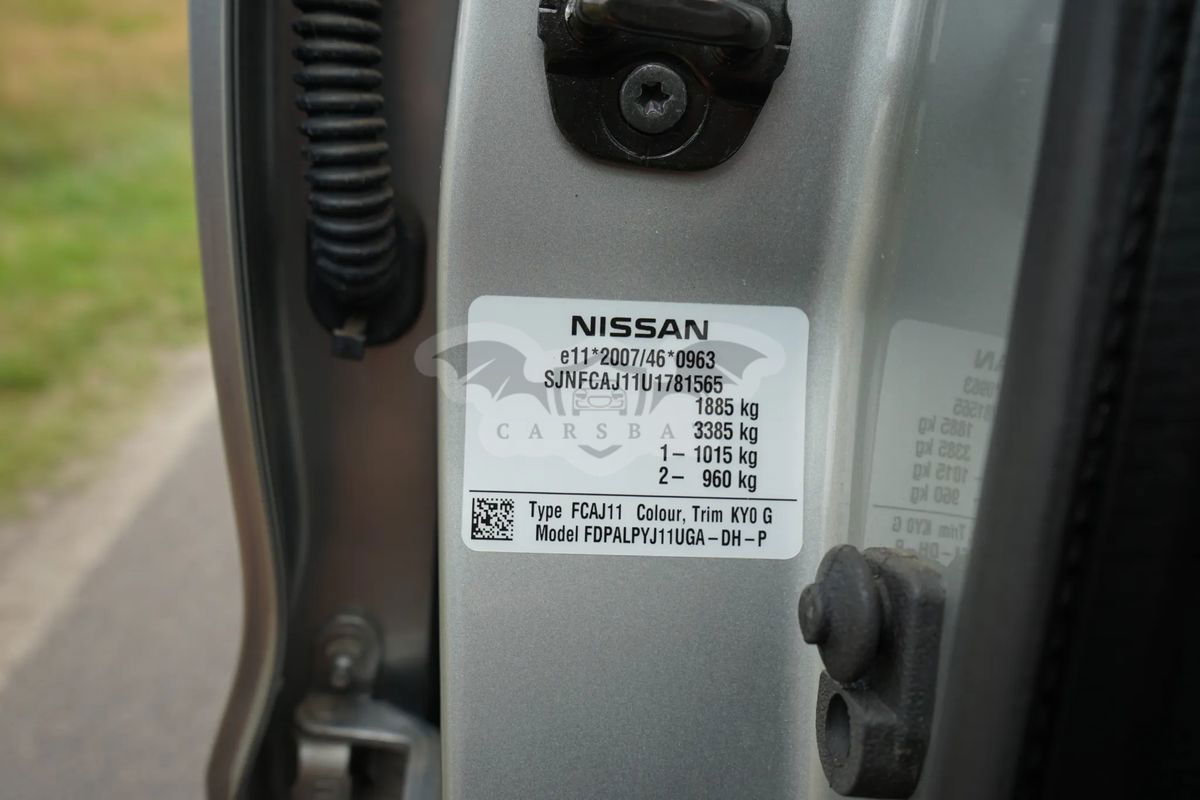 NISSAN
e11*2007/46*0963
SJNFCAJ11U1781565
1885 kg
CARSBA
3385 kg
1– 1015 kg
2– 960 kg
Type FCAJ11 Colour, Trim KY0 G
Model FDPALPYJ11UGA–DH–P